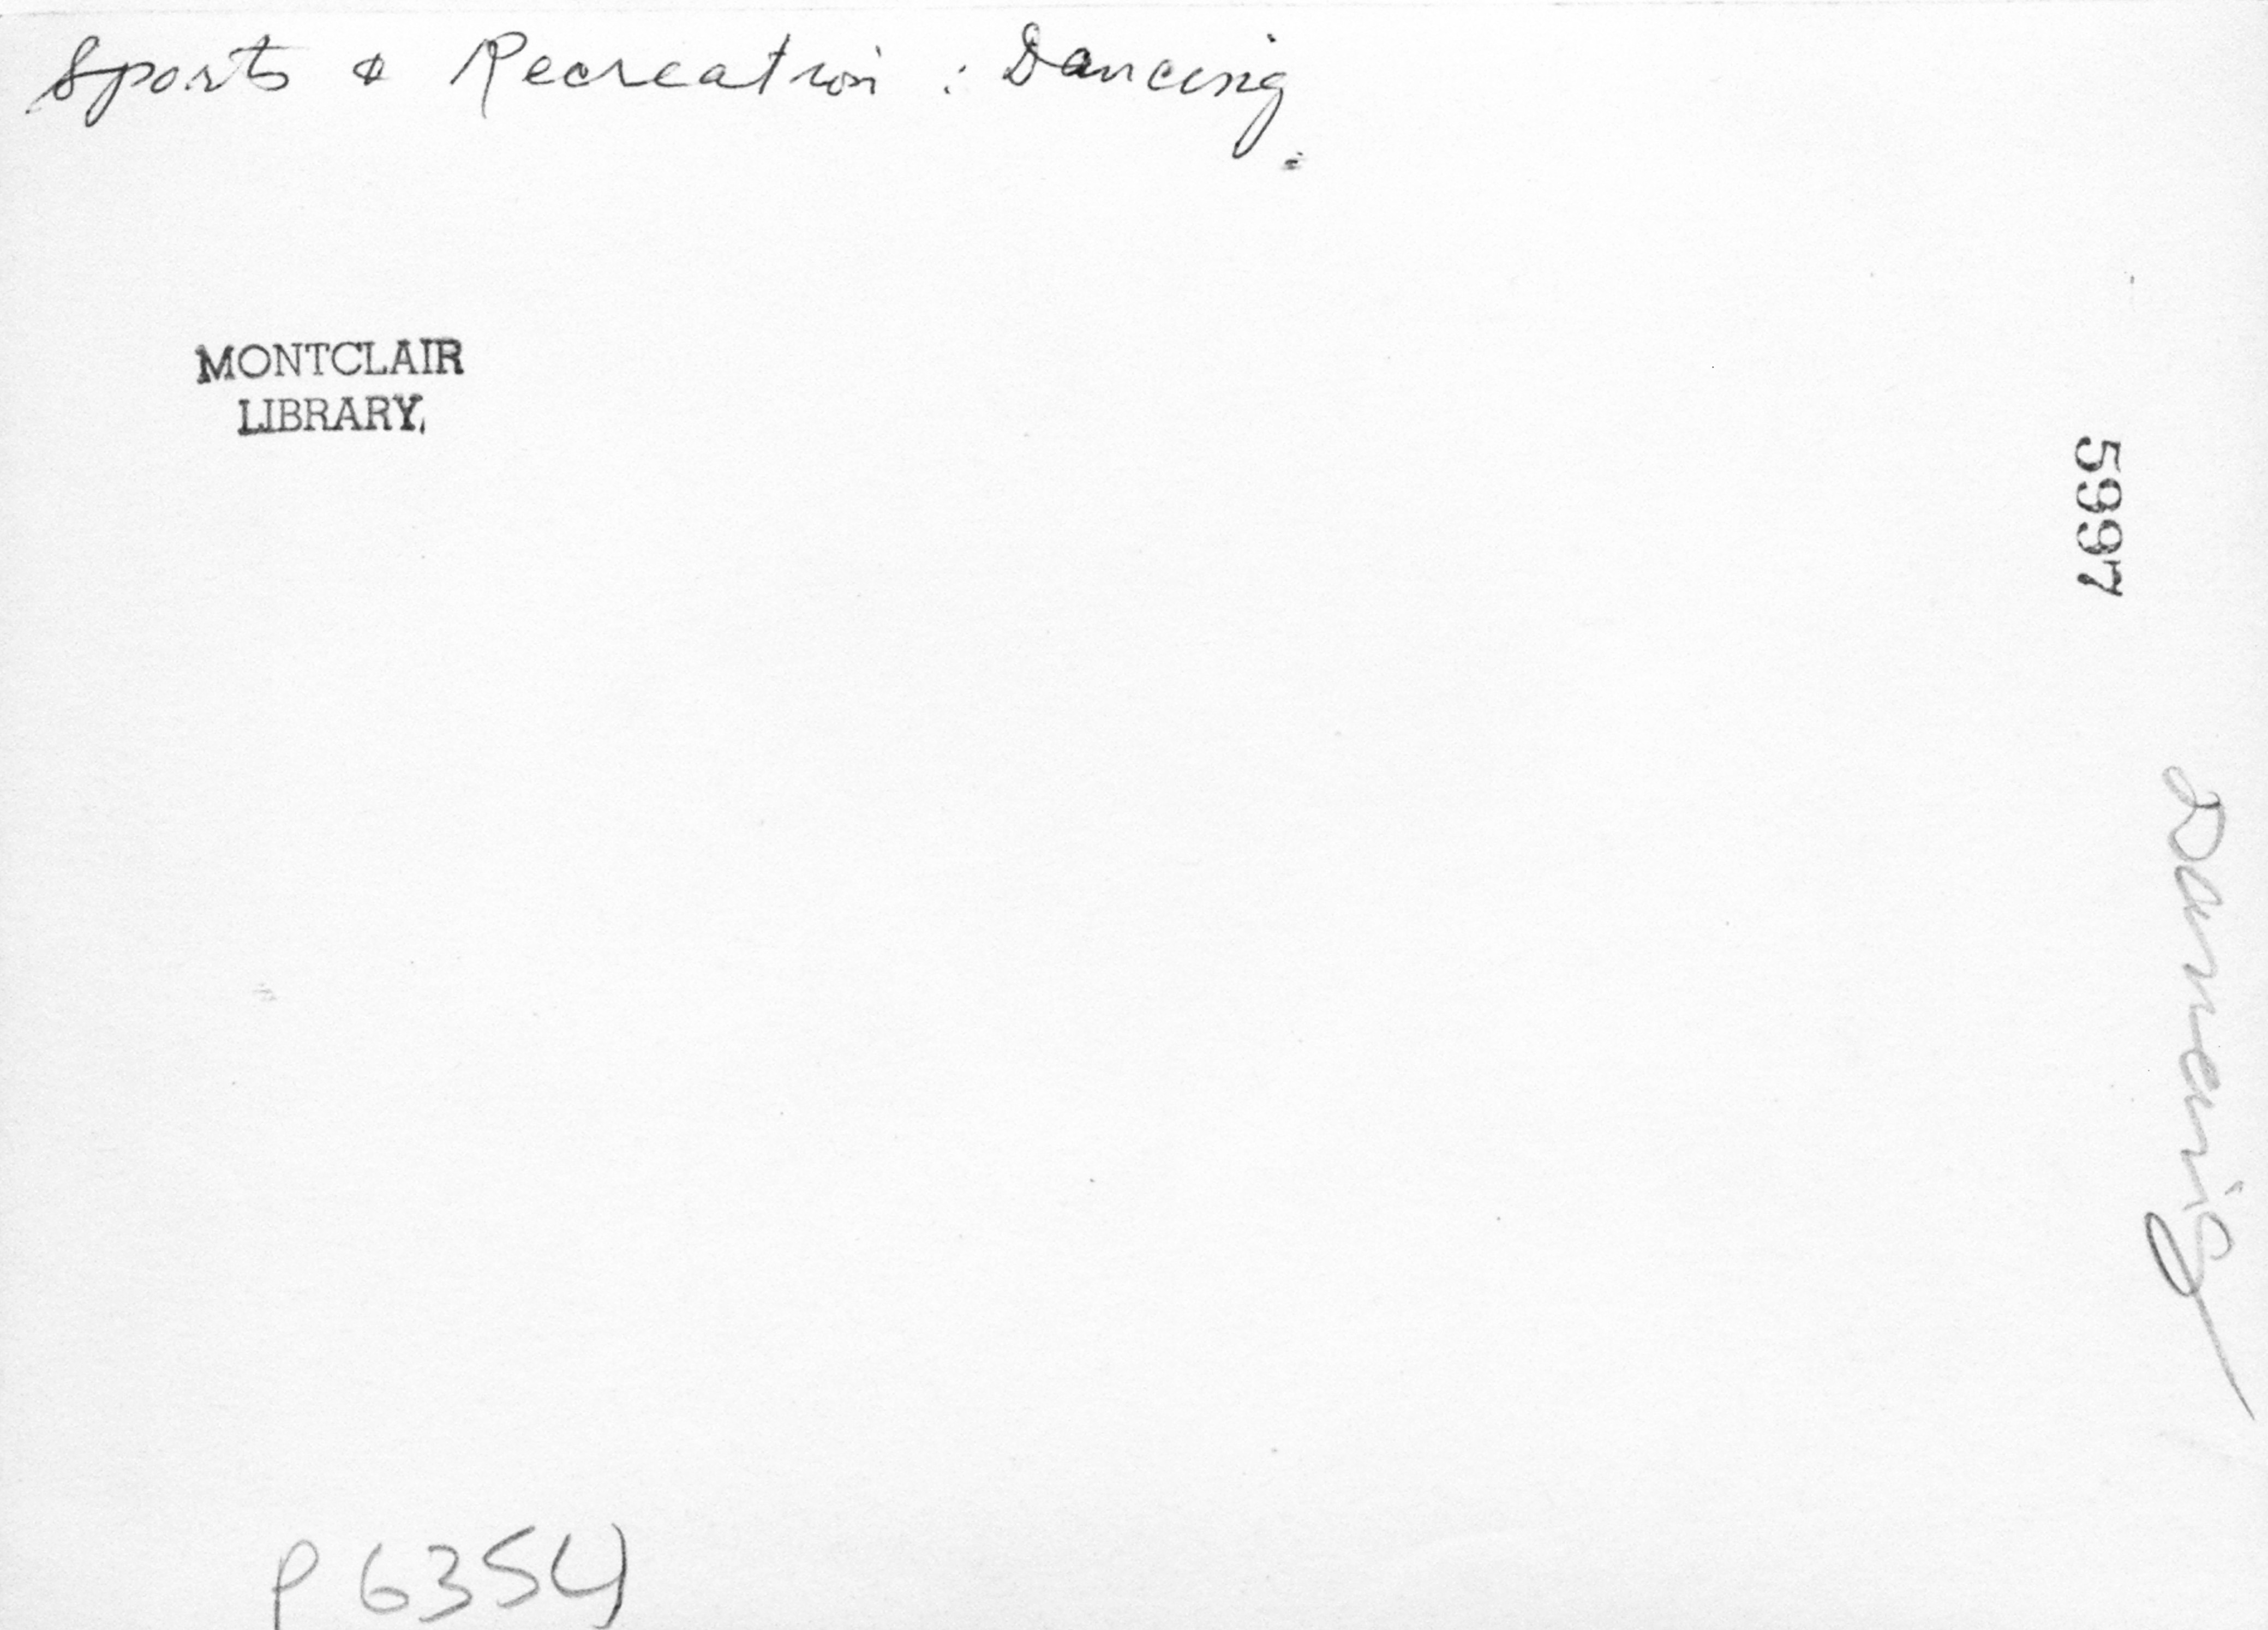 Sports & Recreation : Dancing
MONTCLAIR
LIBRARY,
5997
Dancing
P6354